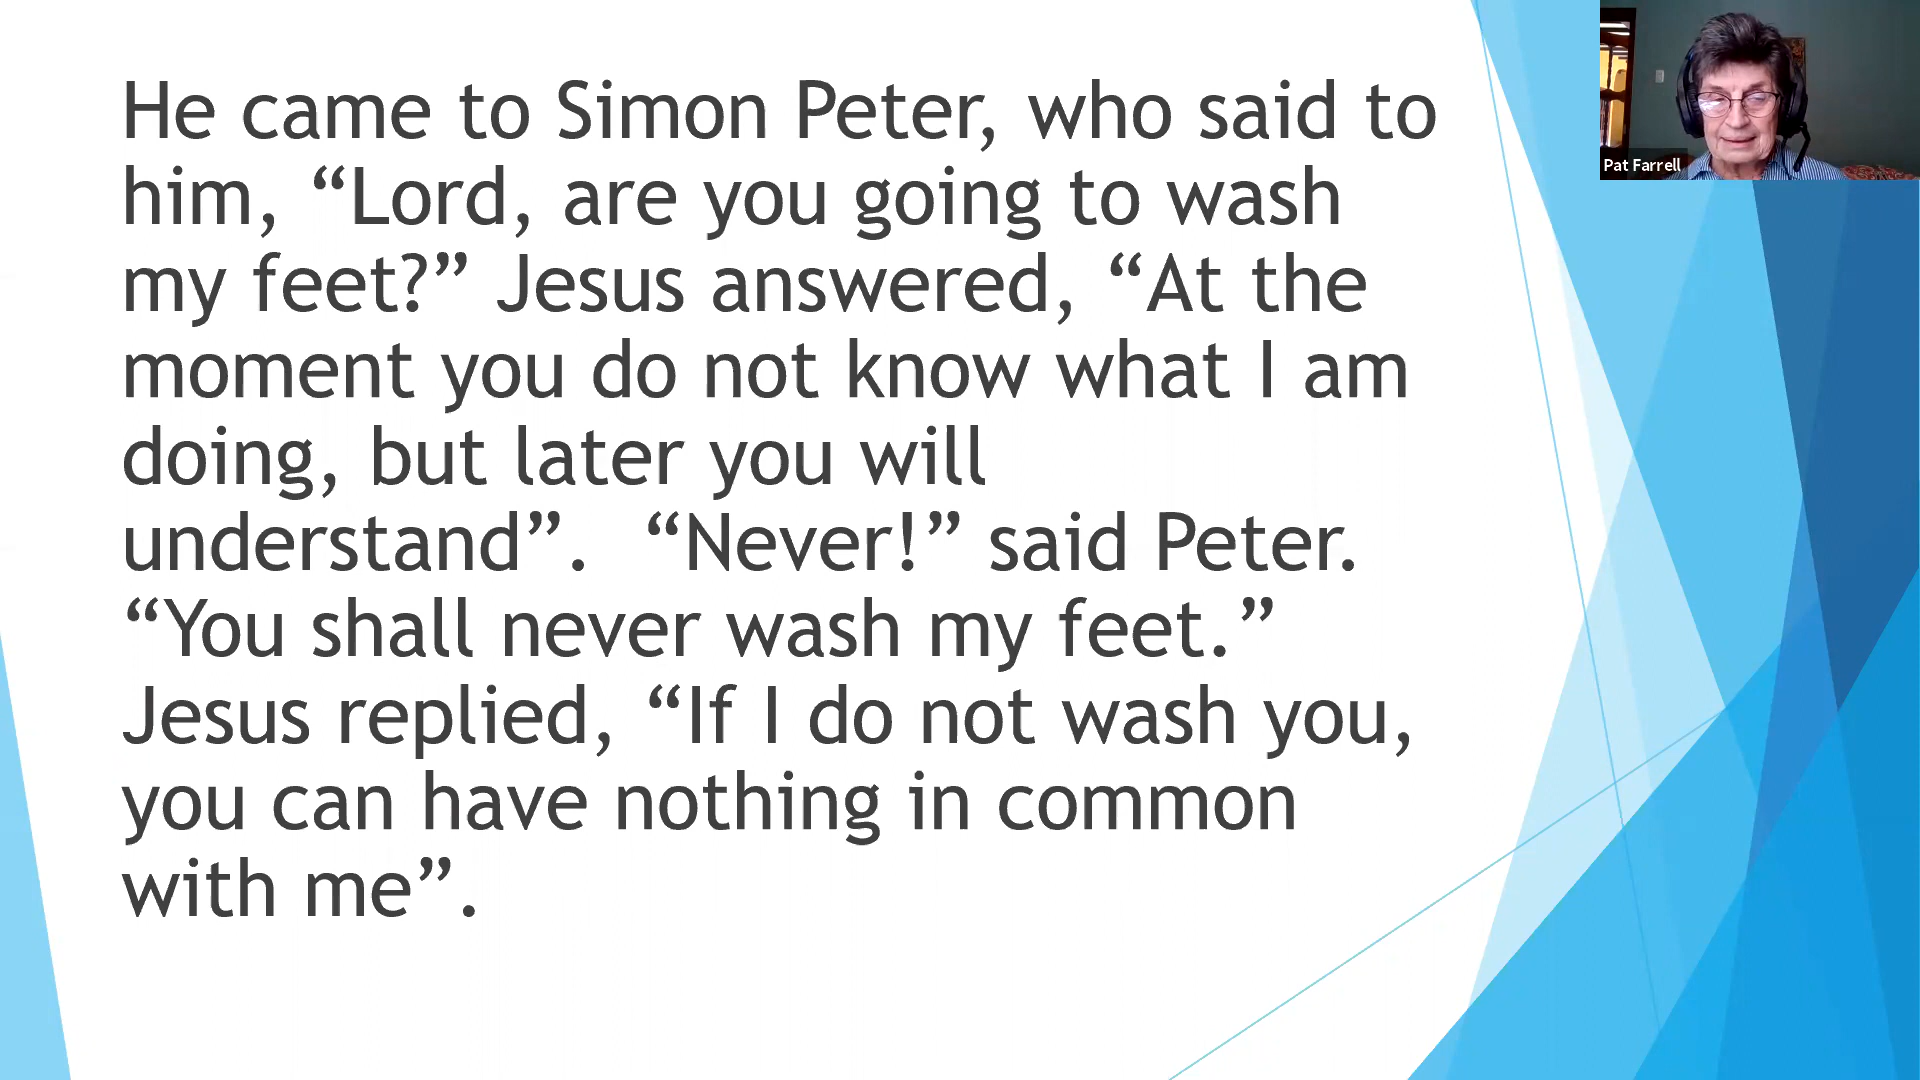 He came to Simon Peter, who said to
him, “Lord, are you going to wash
my feet?” Jesus answered, “At the
moment you do not know what I am
doing, but later you will
understand”.  “Never!” said Peter.
“You shall never wash my feet.”
Jesus replied, “If I do not wash you,
you can have nothing in common
with me”.
Pat Farrell